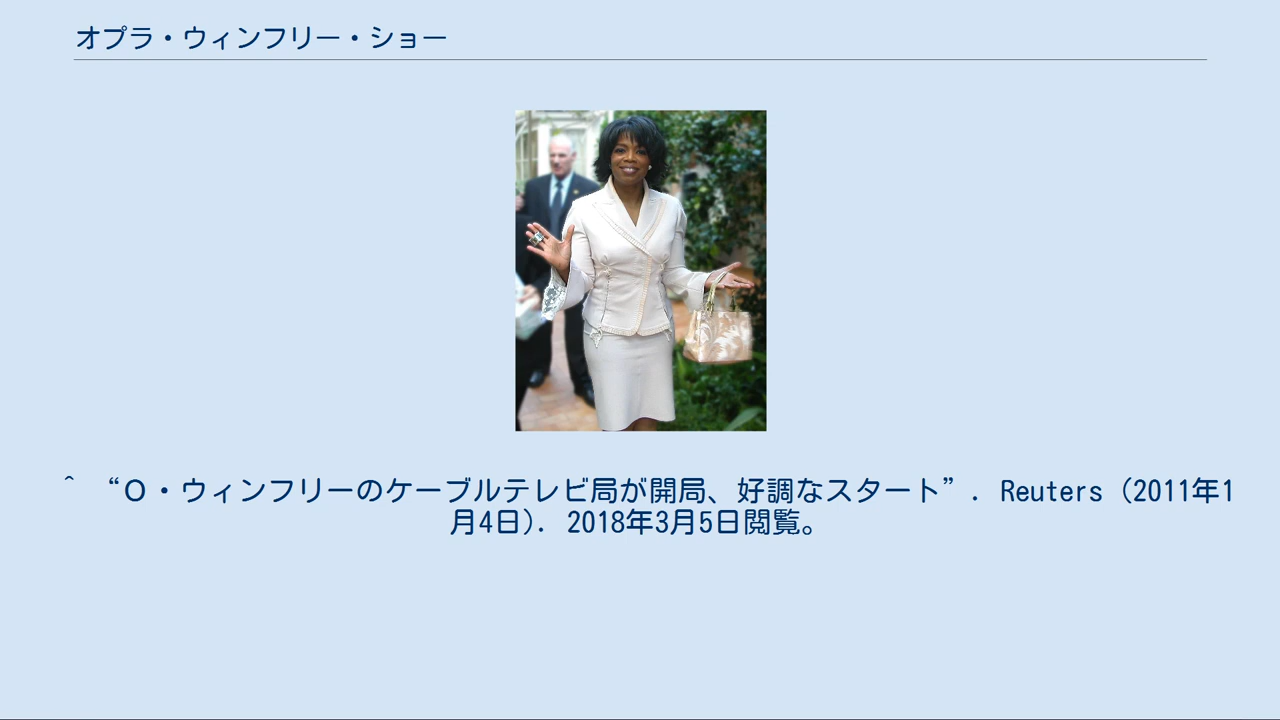 オプラ・ウィンフリー・ショー
^ “Ｏ・ウィンフリーのケーブルテレビ局が開局、好調なスタート”. Reuters (2011年1
月4日). 2018年3月5日閲覧。